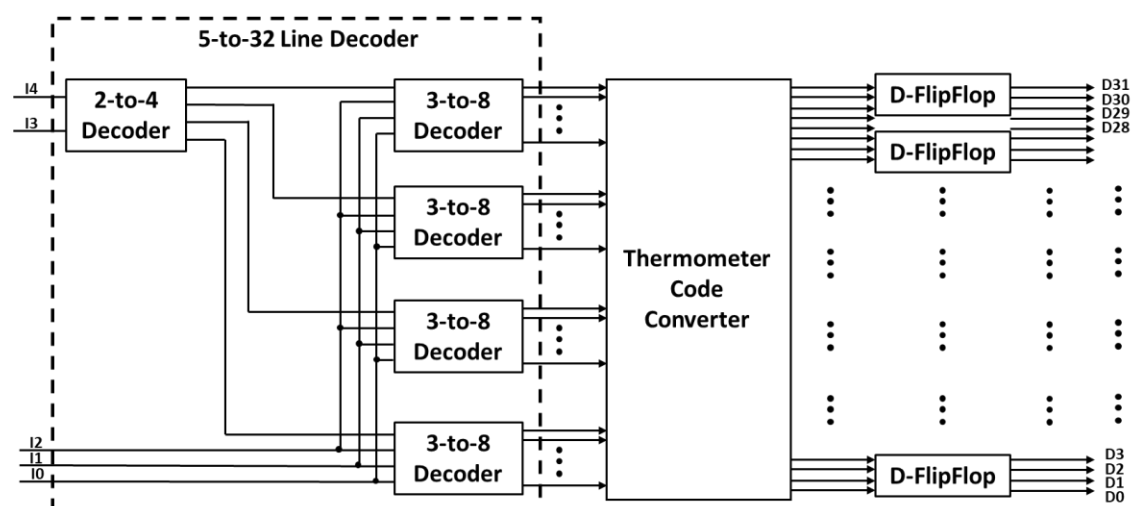 5-to-32 Line Decoder
I4
I3
2-to-4
Decoder
3-to-8
Decoder
3-to-8
Decoder
3-to-8
Decoder
3-to-8
Decoder
I2
I1
I0
Thermometer
Code
Converter
D-FlipFlop
D-FlipFlop
D-FlipFlop
D31
D30
D29
D28
D3
D2
D1
D0